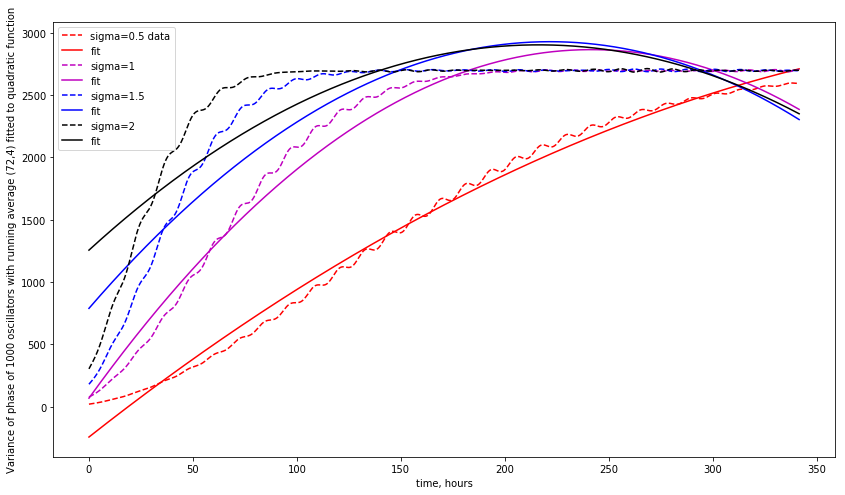 Variance of phase of 1000 oscillators with running average (72,4) fitted to quadratic function
3000
2500
2000
1500
1000
500
0
sigma=0.5 data
fit
sigma=1
fit
sigma=1.5
fit
sigma=2
fit
0 50 100 150 200 250 300 350
time, hours